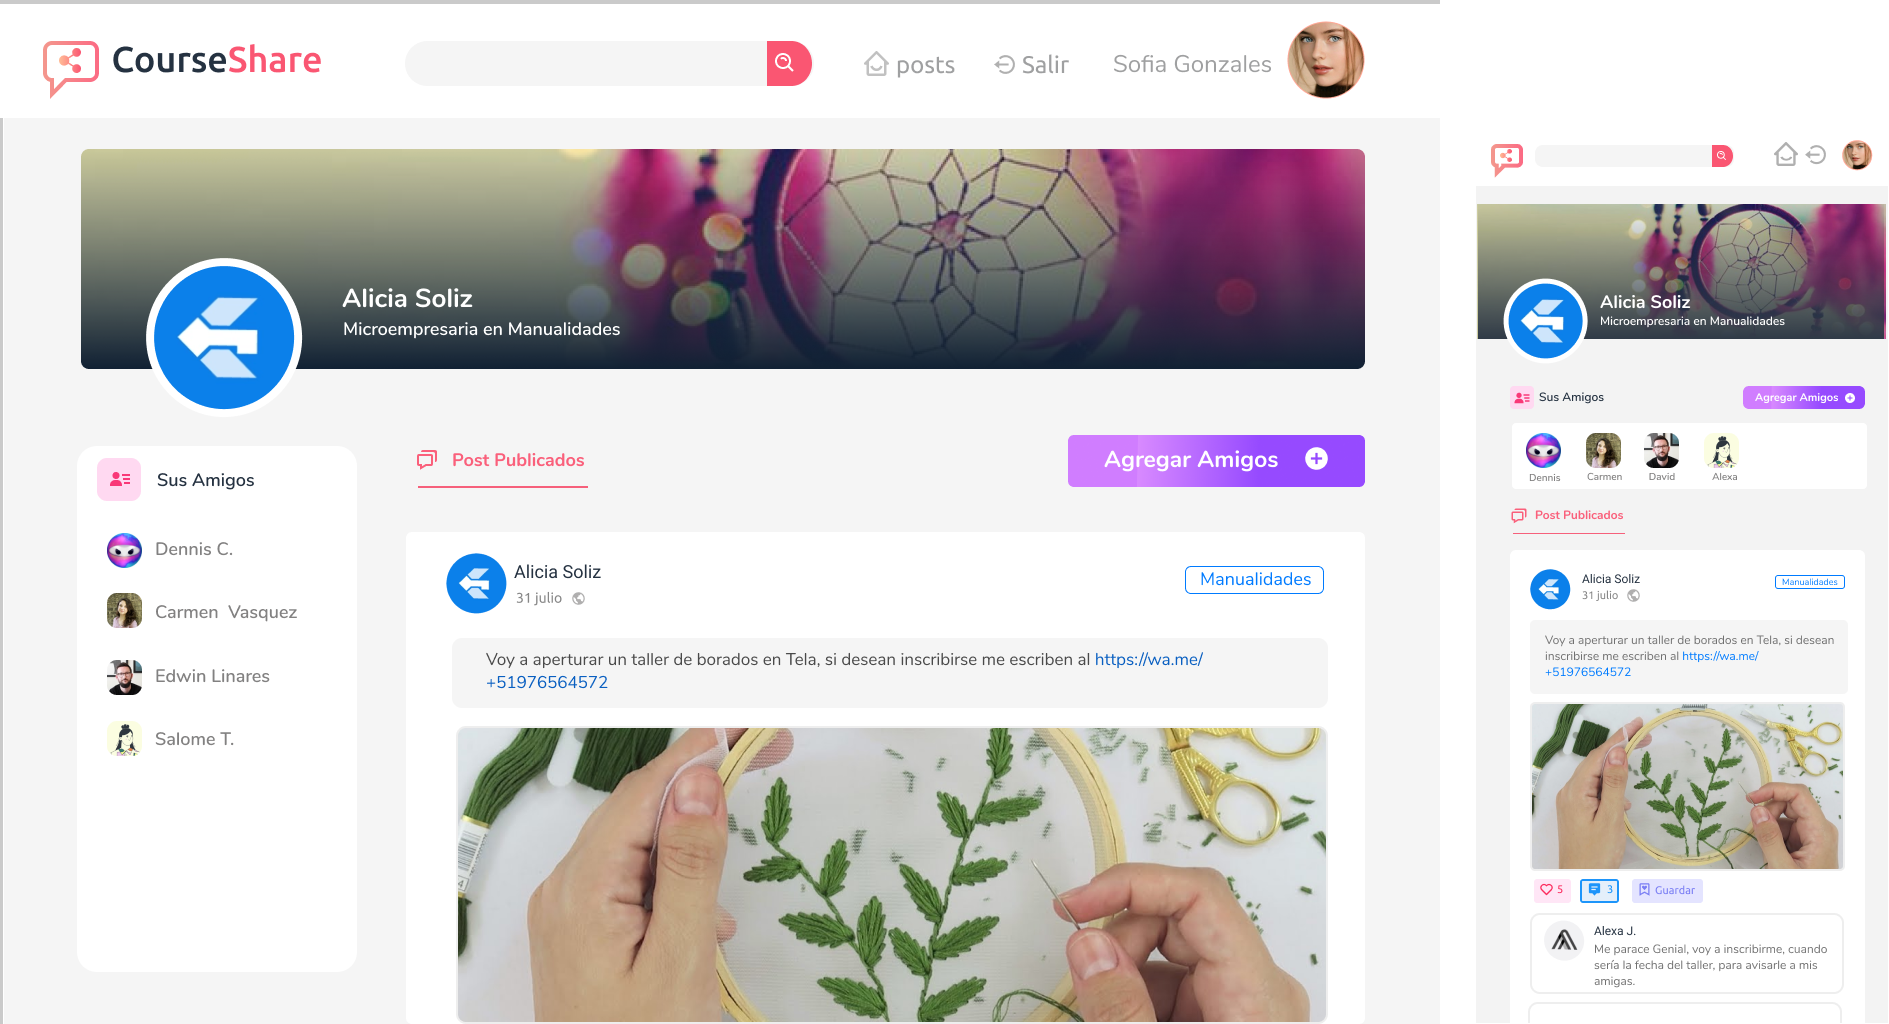 CourseShare
posts
Salir
Sofia Gonzales
Alicia Soliz
Microempresaria en Manualidades
Sus Amigos
Dennis C.
Carmen Vasquez
Edwin Linares
Salome T.
Post Publicados
Agregar Amigos
Alicia Soliz
31 julio
Manualidades
Voy a aperturar un taller de borados en Tela, si desean inscribirse me escriben al https://wa.me/
+51976564572
Alicia Soliz
Microempresaria en Manualidades
Sus Amigos
Agregar Amigos
Dennis
Carmen
David
Alexa
Post Publicados
Alicia Soliz
31 julio
Manualidades
Voy a aperturar un taller de borados en Tela, si desean
inscribirse me escriben al https://wa.me/
+51976564572
5
3
Guardar
Alexa J.
Me parace Genial, voy a inscribirme, cuando
sería la fecha del taller, para avisarle a mis
amigas.